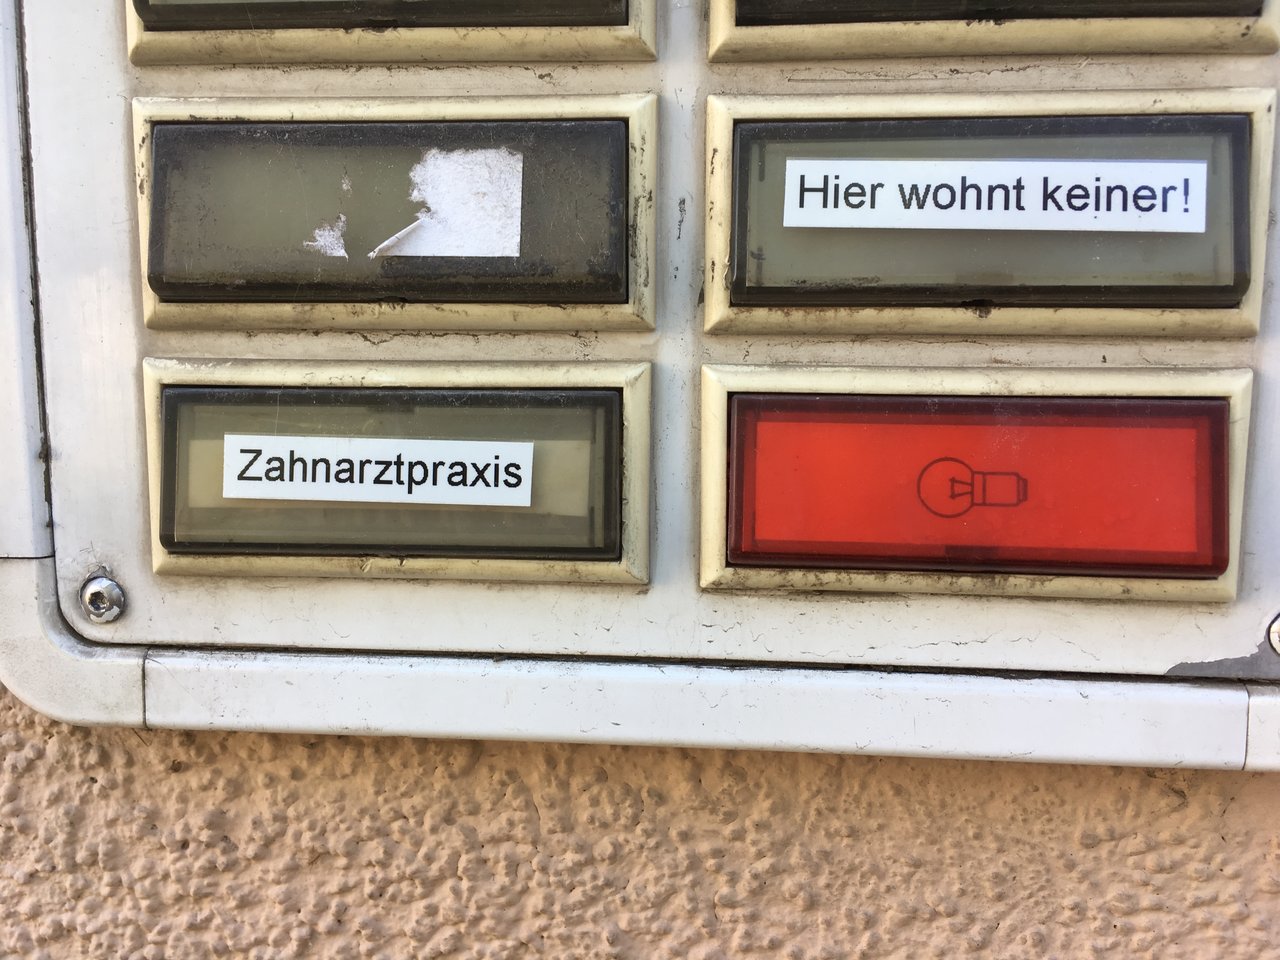 Hier wohnt keiner!
Zahnarztpraxis